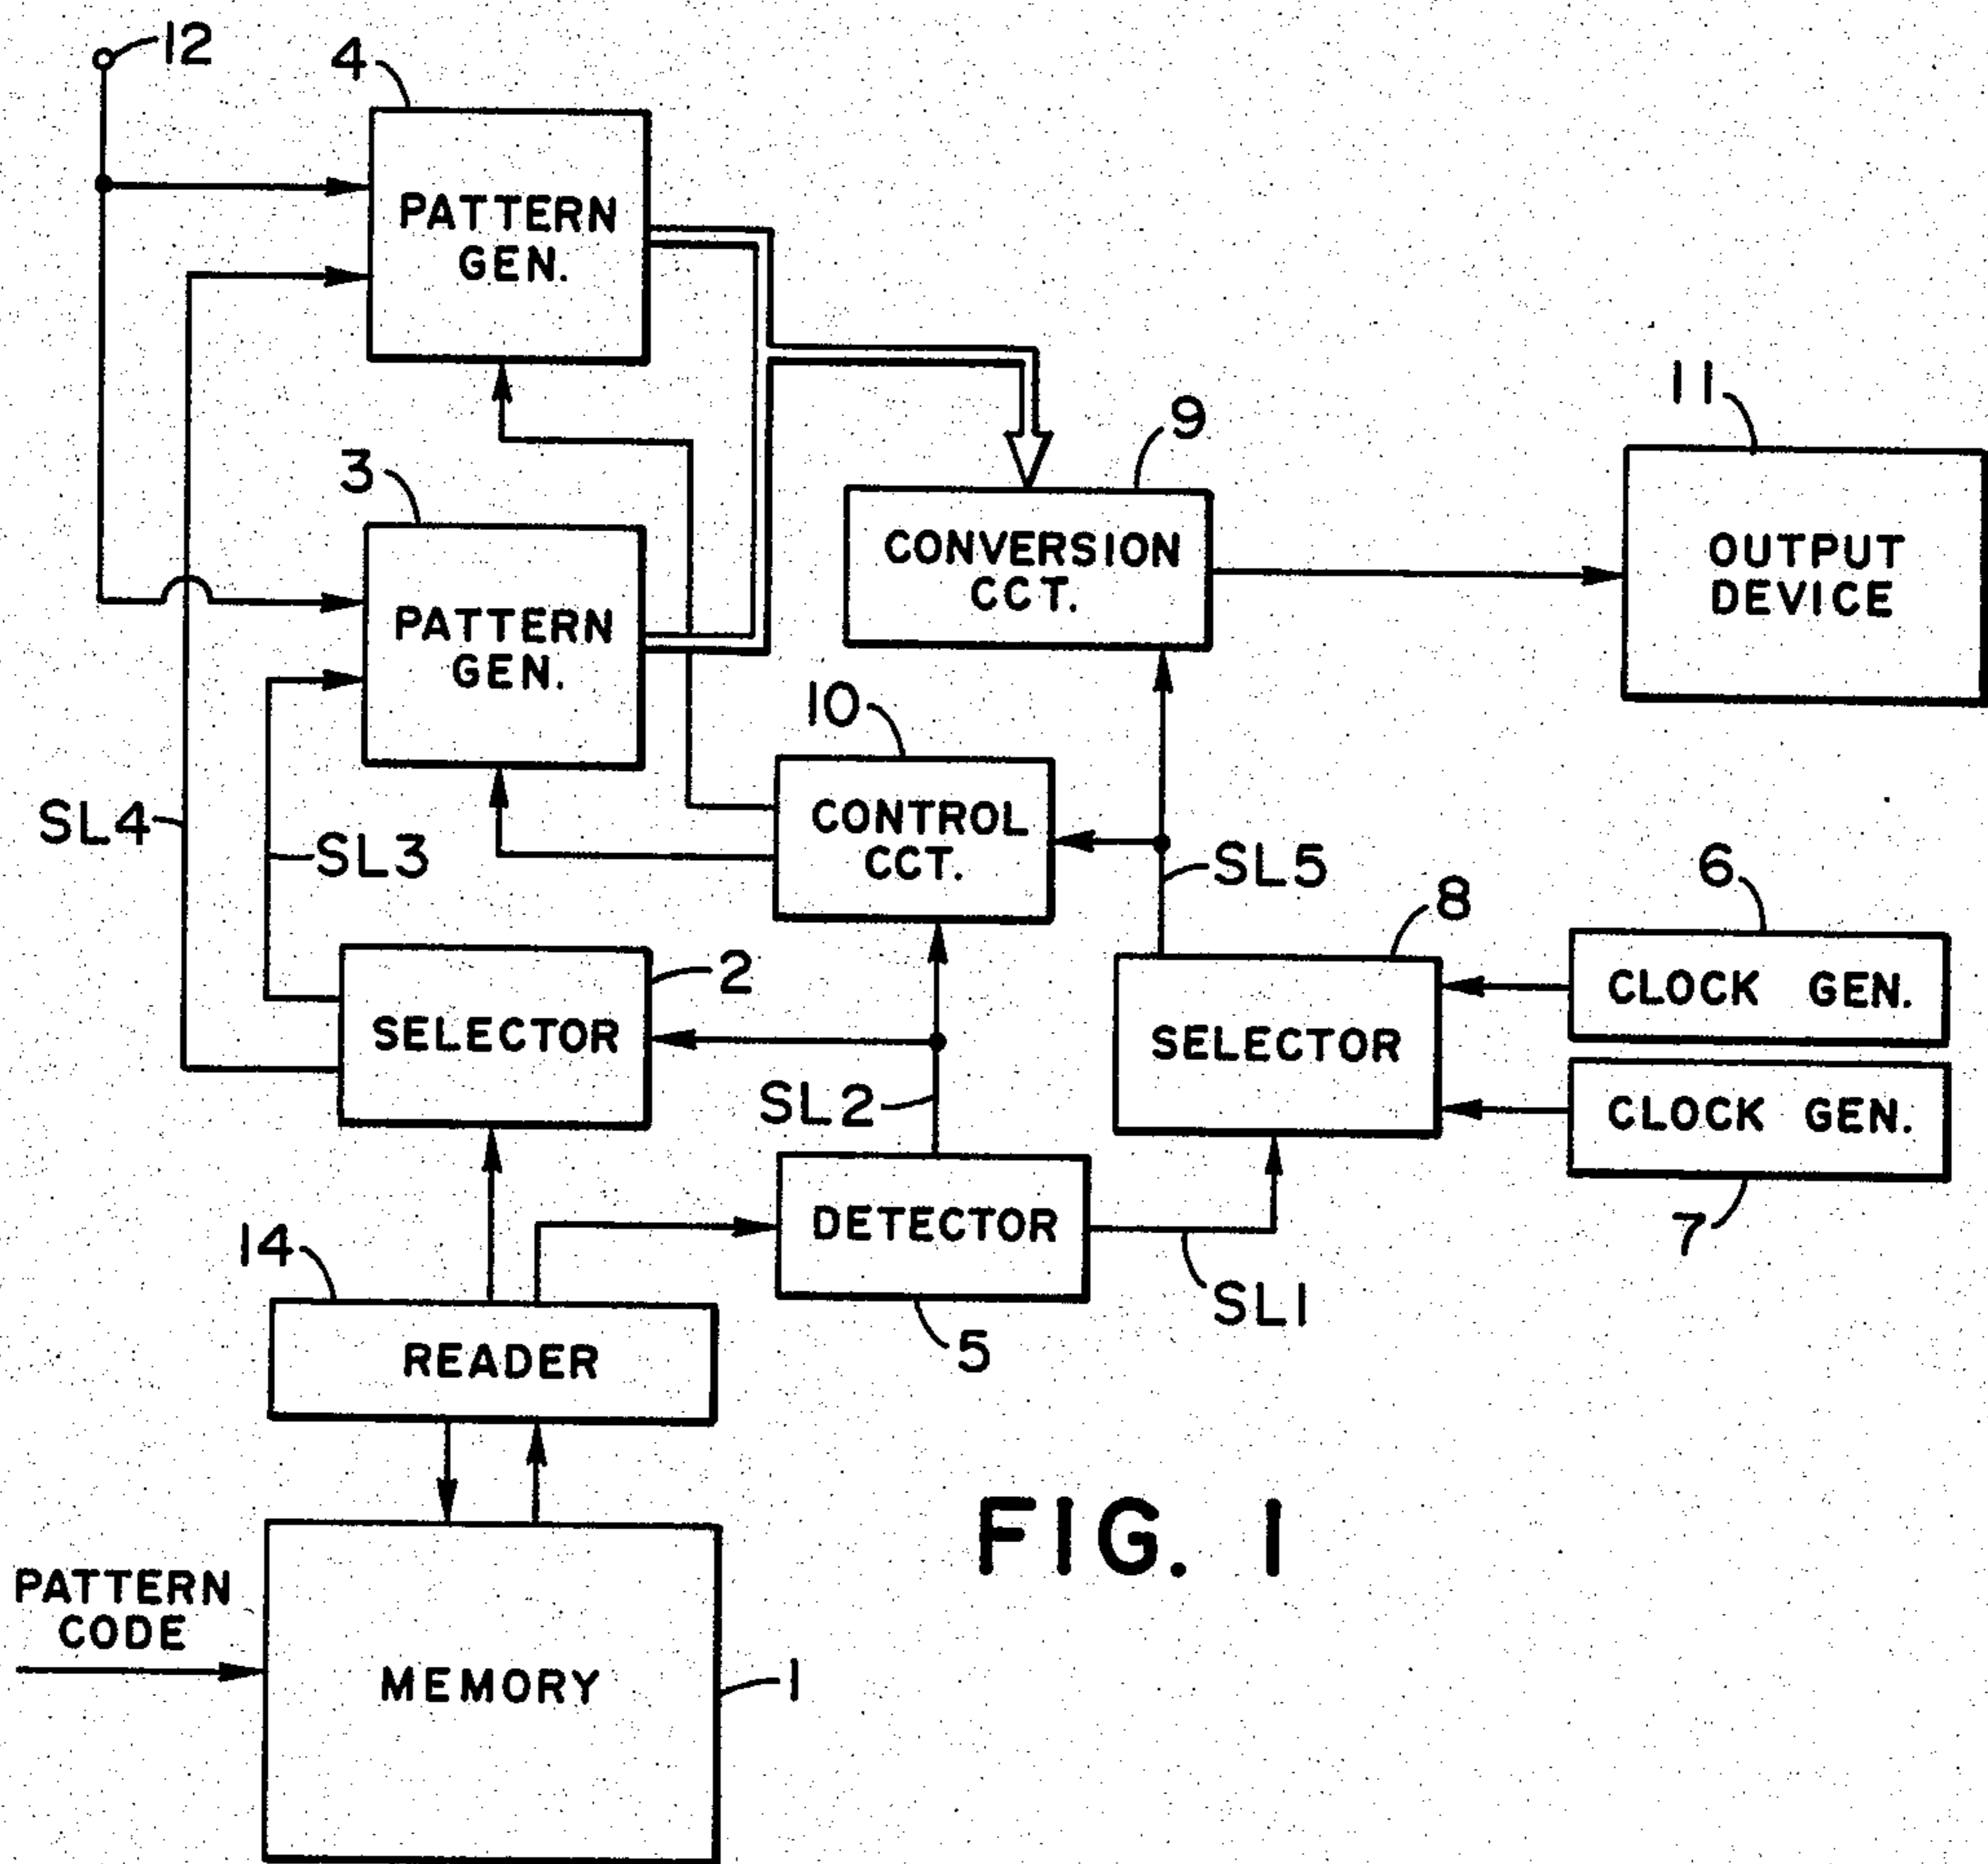 12
4
PATTERN
GEN.
11
9
3
CONVERSION
CCT.
OUTPUT
DEVICE
PATTERN
GEN.
10
SL4
SL3
CONTROL
CCT.
SL5
6
8
2
CLOCK GEN.
SELECTOR
SELECTOR
SL2
CLOCK GEN.
7
14
DETECTOR
SL1
5
READER
FIG. 1
PATTERN
CODE
MEMORY
1